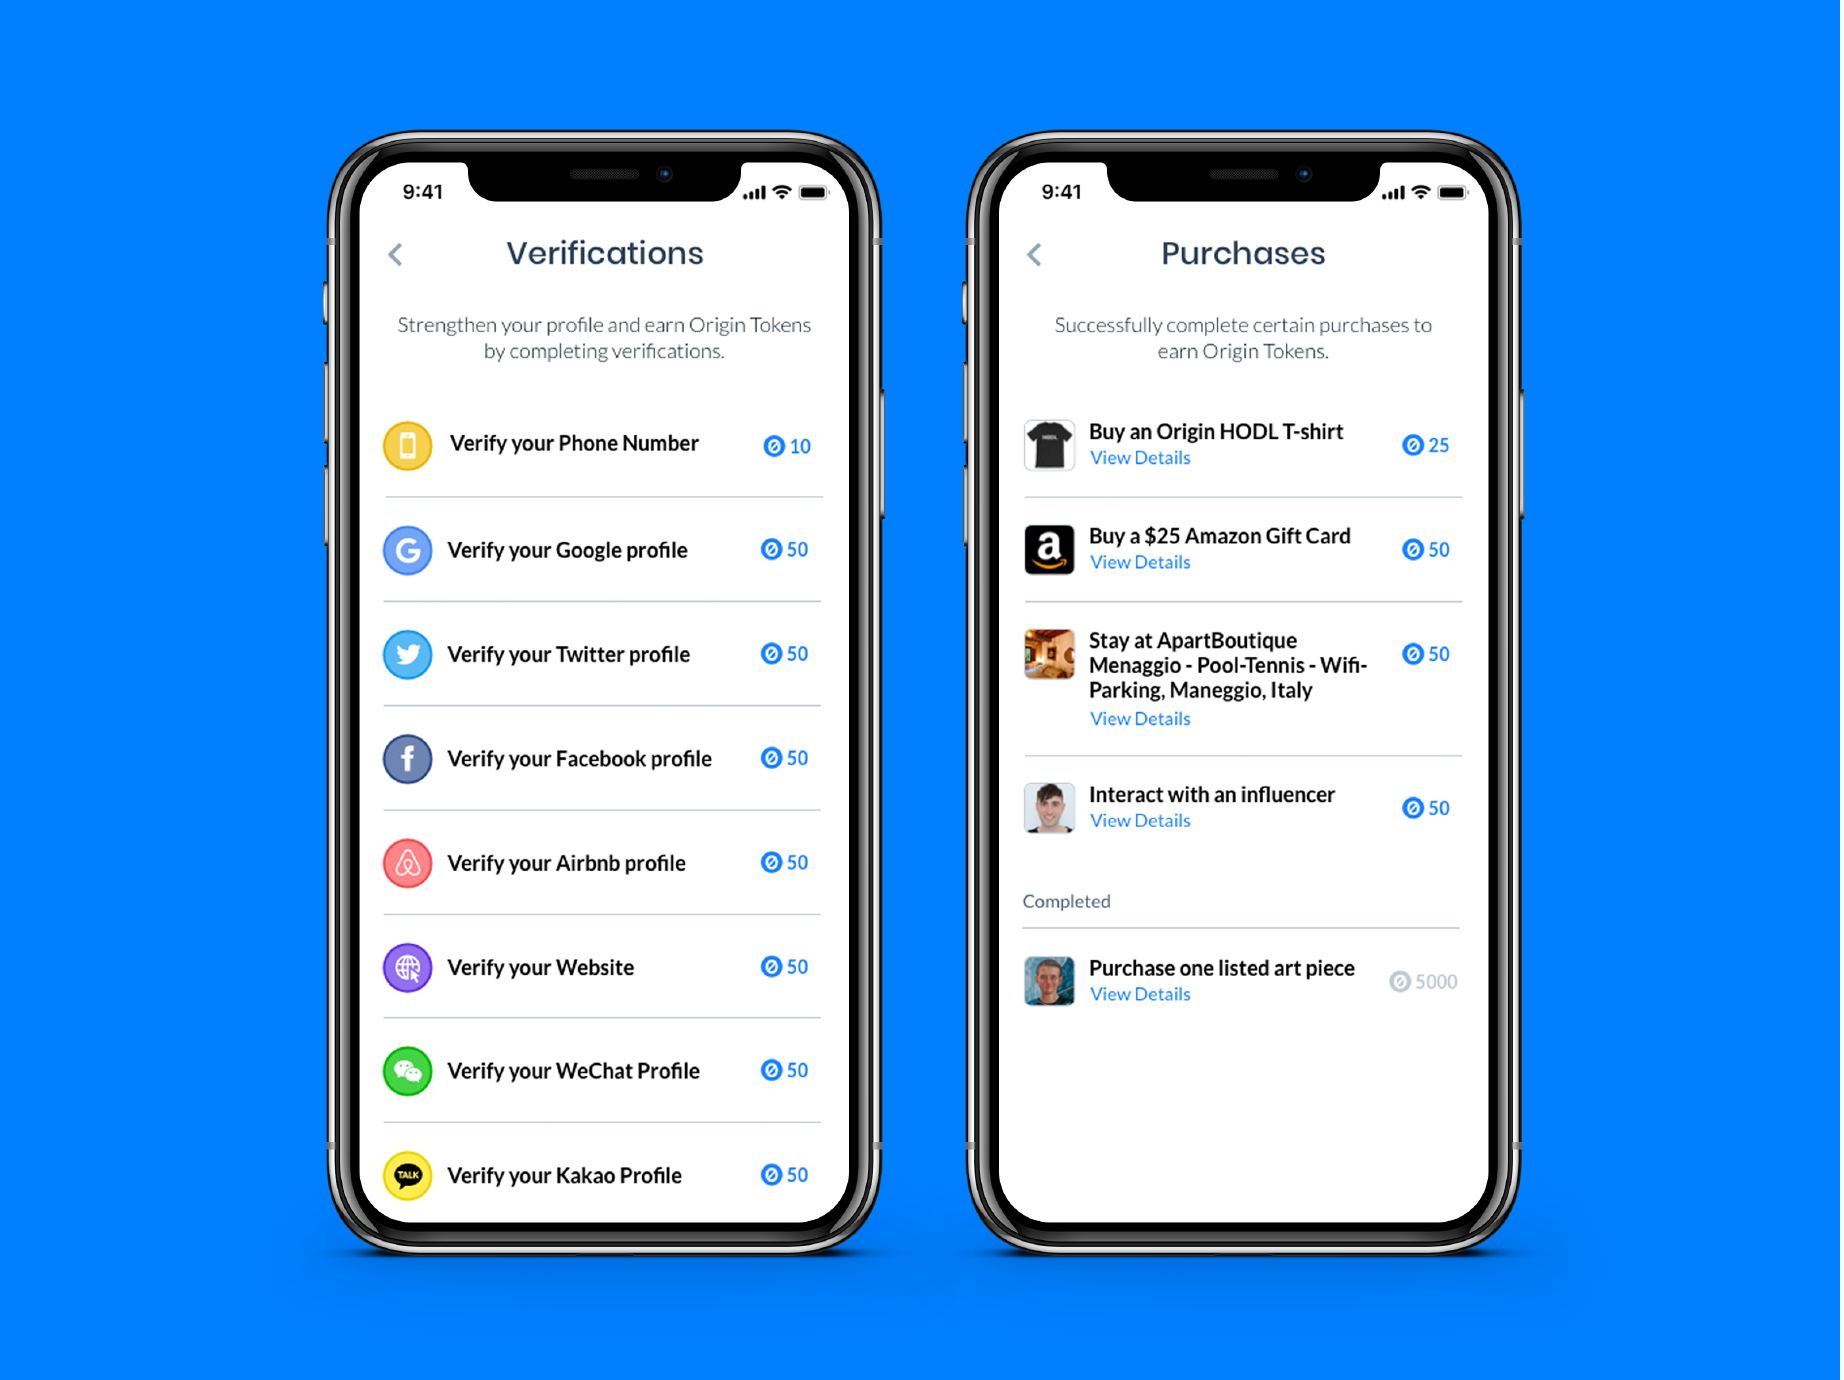 9:41
Verifications
Strengthen your profile and earn Origin Tokens
by completing verifications.
Verify your Phone Number 10
Verify your Google profile 50
Verify your Twitter profile 50
Verify your Facebook profile 50
Verify your Airbnb profile 50
Verify your Website 50
Verify your WeChat Profile 50
TALK
Verify your Kakao Profile 50
9:41
Purchases
Successfully complete certain purchases to
earn Origin Tokens.
HODL
Buy an Origin HODL T-shirt 25
View Details
Buy a $25 Amazon Gift Card 50
View Details
Stay at ApartBoutique 50
Menaggio - Pool-Tennis - Wifi-
Parking, Maneggio, Italy
View Details
Interact with an influencer 50
View Details
Completed
Purchase one listed art piece 5000
View Details